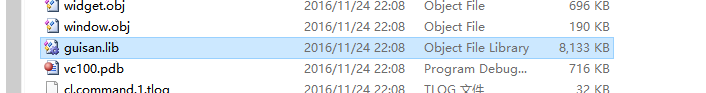 widget.obj 2016/11/24 22:08 Object File 696 KB
window.obj 2016/11/24 22:08 Object File 190 KB
guisan.lib 2016/11/24 22:08 Object File Library 8,133 KB
vc100.pdb 2016/11/24 22:08 Program Debug... 716 KB
cl.command.1.tlog 2016/11/24 22:08 TLOG 文件 32 KB